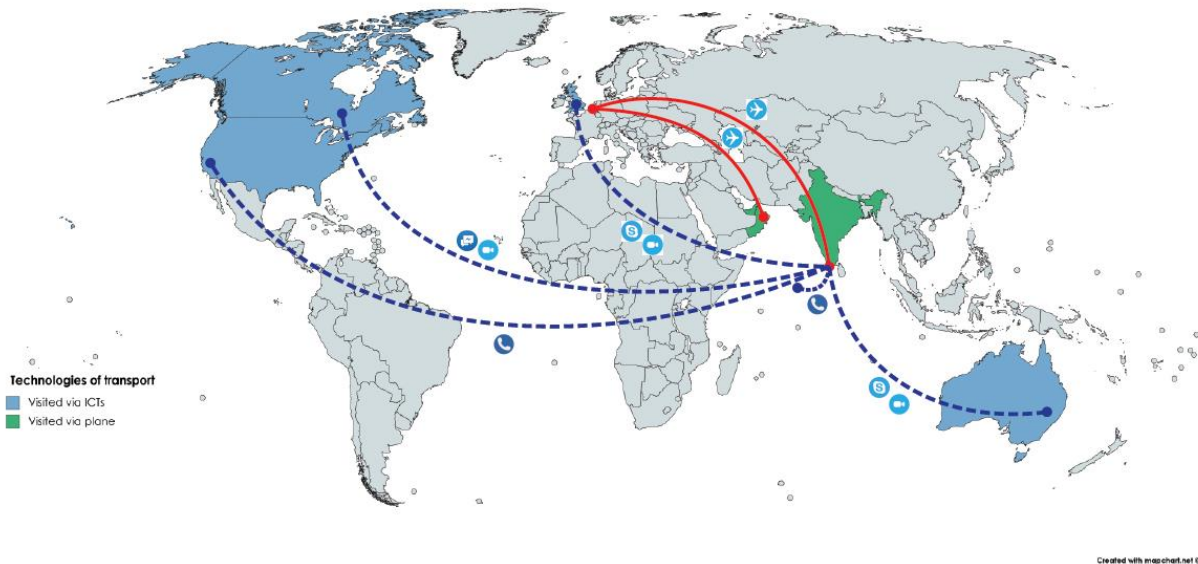 Technologies of transport
Visited via ICTs
Visited via plane
Created with mapchart.net ©